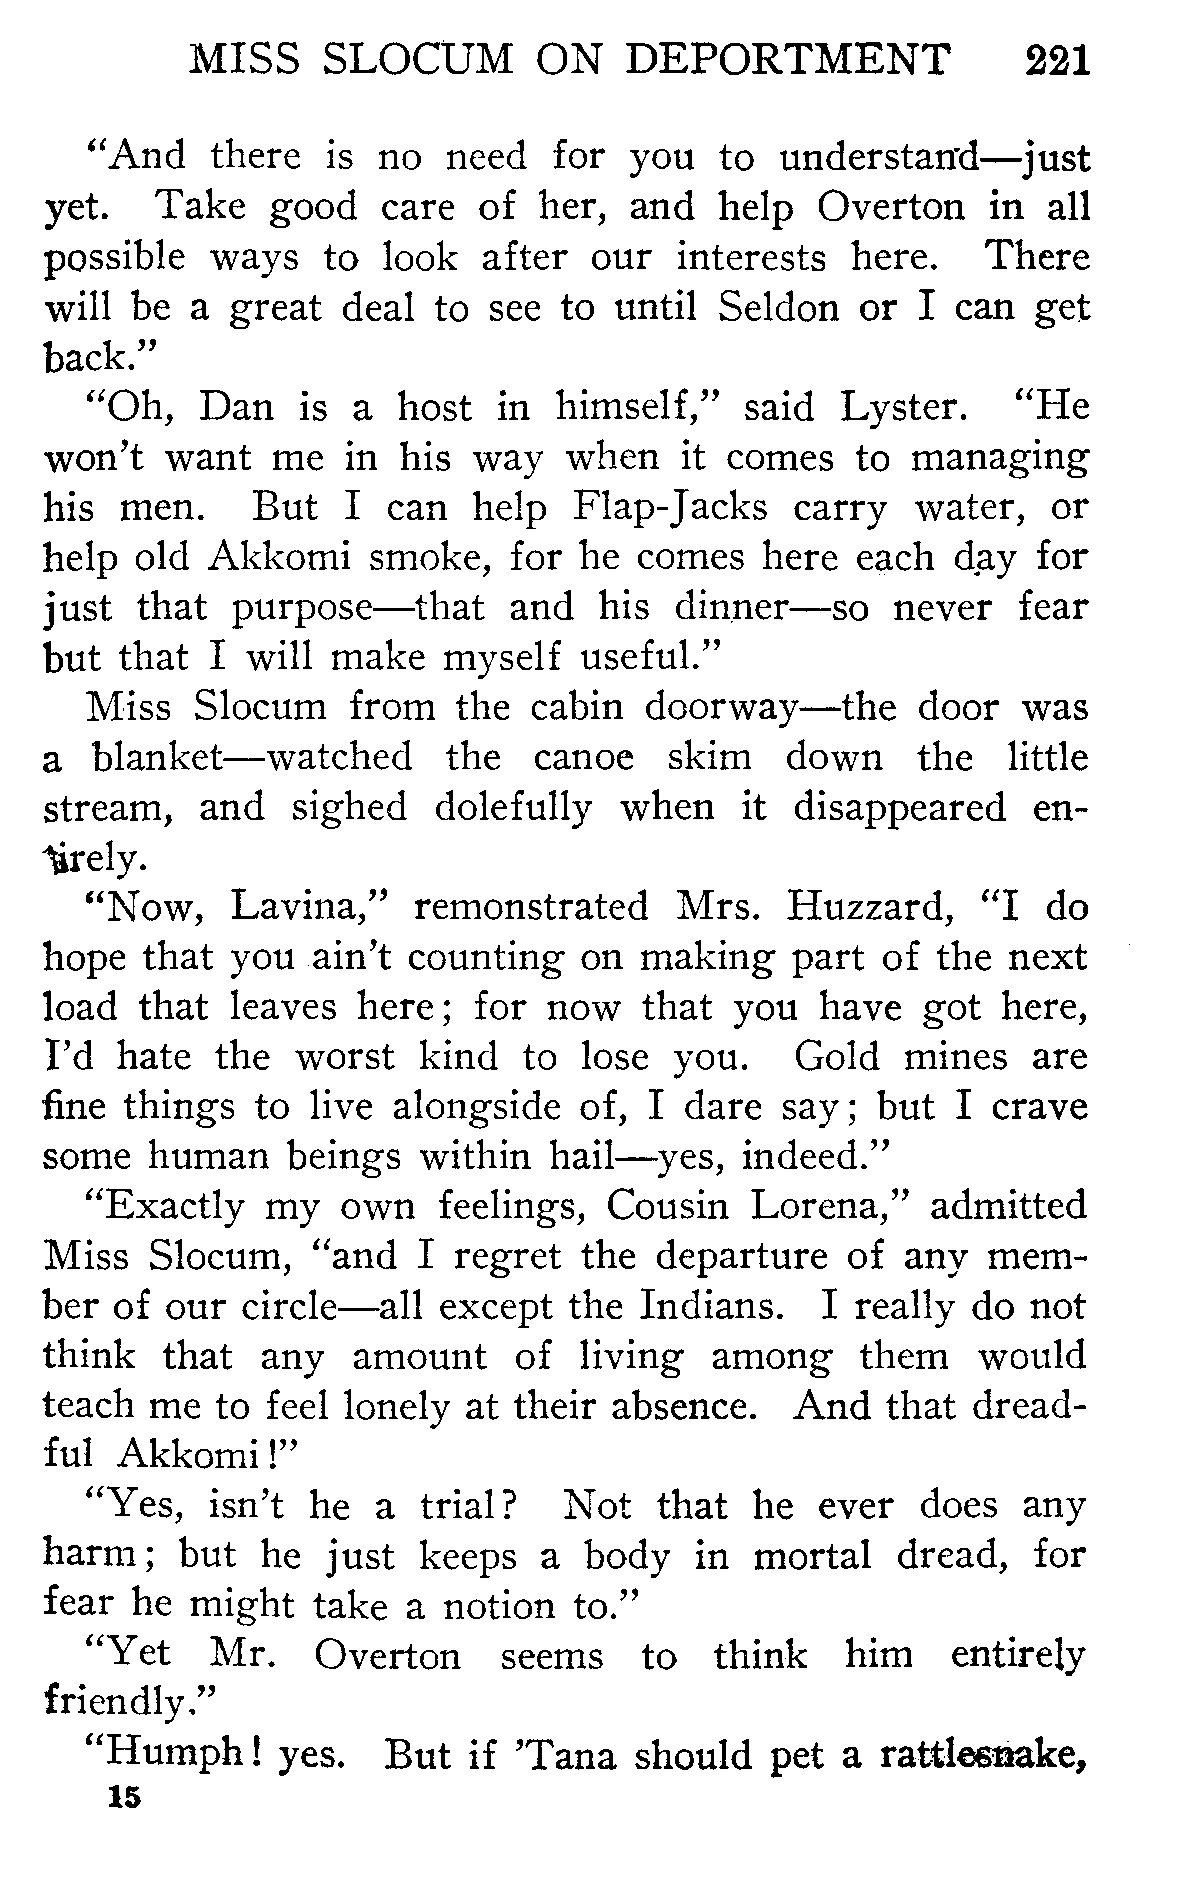 MISS SLOCUM ON DEPORTMENT 221
“And there is no need for you to understand—just
yet. Take good care of her, and help Overton in all
possible ways to look after our interests here. There
will be a great deal to see to until Seldon or I can get
back.”
“Oh, Dan is a host in himself,” said Lyster. “He
won’t want me in his way when it comes to managing
his men. But I can help Flap-Jacks carry water, or
help old Akkomi smoke, for he comes here each day for
just that purpose—that and his dinner—so never fear
but that I will make myself useful.”
Miss Slocum from the cabin doorway—the door was
a blanket—watched the canoe skim down the little
stream, and sighed dolefully when it disappeared en-
tirely.
“Now, Lavina,” remonstrated Mrs. Huzzard, “I do
hope that you ain’t counting on making part of the next
load that leaves here; for now that you have got here,
I’d hate the worst kind to lose you. Gold mines are
fine things to live alongside of, I dare say; but I crave
some human beings within hail—yes, indeed.”
“Exactly my own feelings, Cousin Lorena,” admitted
Miss Slocum, “and I regret the departure of any mem-
ber of our circle—all except the Indians. I really do not
think that any amount of living among them would
teach me to feel lonely at their absence. And that dread-
ful Akkomi!”
“Yes, isn’t he a trial? Not that he ever does any
harm; but he just keeps a body in mortal dread, for
fear he might take a notion to.”
“Yet Mr. Overton seems to think him entirely
friendly.”
“Humph! yes. But if ’Tana should pet a rattlesnake,
15